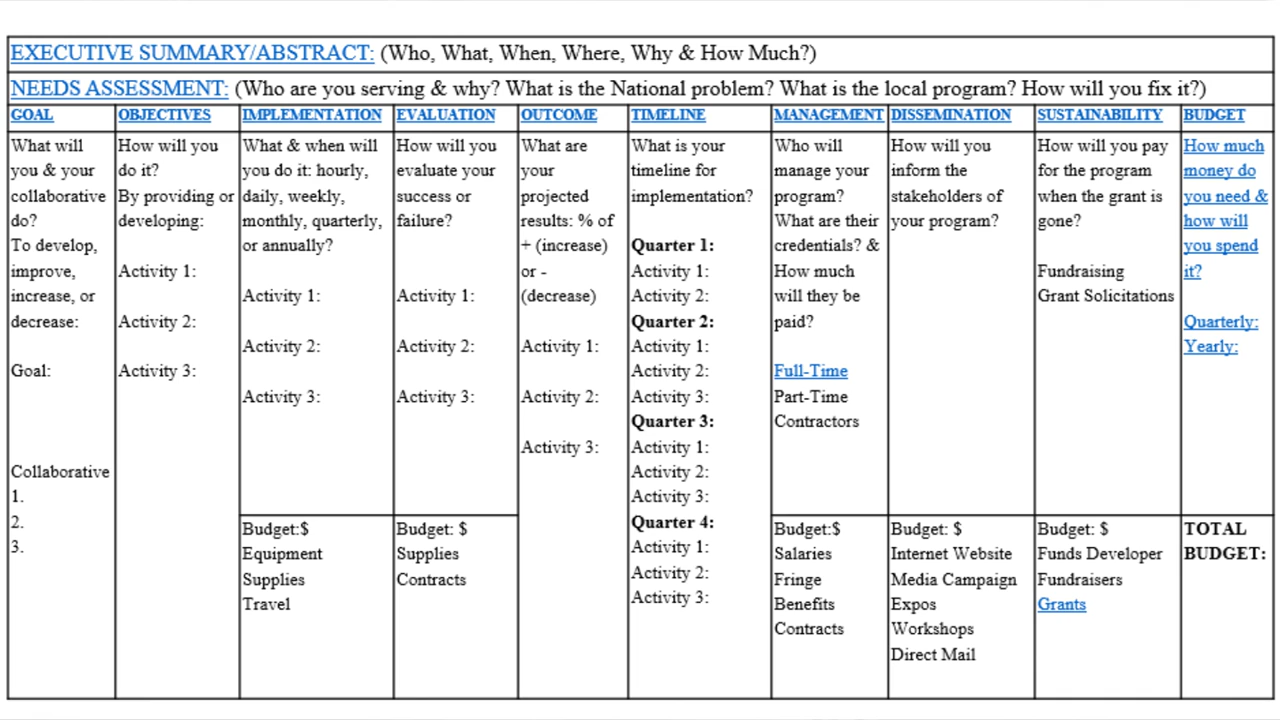 EXECUTIVE SUMMARY/ABSTRACT: (Who, What, When, Where, Why & How Much?)
NEEDS ASSESSMENT: (Who are you serving & why? What is the National problem? What is the local program? How will you fix it?)
GOAL
What will
you & your
collaborative
do?
To develop,
improve,
increase, or
decrease:
Goal:
Collaborative
1.
2.
3.
OBJECTIVES
How will you
do it?
By providing or
developing:
Activity 1:
Activity 2:
Activity 3:
IMPLEMENTATION
What & when will
you do it: hourly,
daily, weekly,
monthly, quarterly,
or annually?
Activity 1:
Activity 2:
Activity 3:
Budget:$
Equipment
Supplies
Travel
EVALUATION
How will you
evaluate your
success or
failure?
Activity 1:
Activity 2:
Activity 3:
Budget: $
Supplies
Contracts
OUTCOME
What are
your
projected
results: % of
+ (increase)
or -
(decrease)
Activity 1:
Activity 2:
Activity 3:
TIMELINE
What is your
timeline for
implementation?
Quarter 1:
Activity 1:
Activity 2:
Quarter 2:
Activity 1:
Activity 2:
Activity 3:
Quarter 3:
Activity 1:
Activity 2:
Activity 3:
Quarter 4:
Activity 1:
Activity 2:
Activity 3:
MANAGEMENT
Who will
manage your
program?
What are their
credentials? &
How much
will they be
paid?
Full-Time
Part-Time
Contractors
Budget:$
Salaries
Fringe
Benefits
Contracts
DISSEMINATION
How will you
inform the
stakeholders of
your program?
Budget: $
Internet Website
Media Campaign
Expos
Workshops
Direct Mail
SUSTAINABILITY
How will you pay
for the program
when the grant is
gone?
Fundraising
Grant Solicitations
Budget: $
Funds Developer
Fundraisers
Grants
BUDGET
How much
money do
you need &
how will
you spend
it?
Quarterly:
Yearly:
TOTAL
BUDGET: